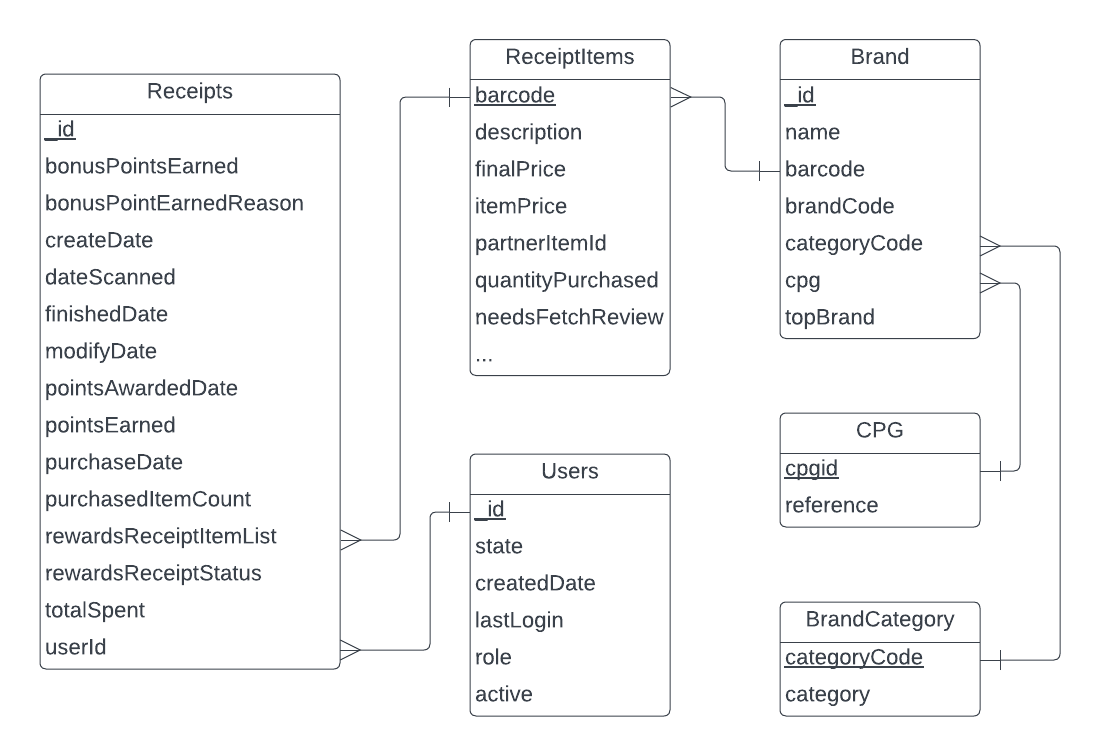 Receipts
_id
bonusPointsEarned
bonusPointEarnedReason
createDate
dateScanned
finishedDate
modifyDate
pointsAwardedDate
pointsEarned
purchaseDate
purchasedItemCount
rewardsReceiptItemList
rewardsReceiptStatus
totalSpent
userId
ReceiptItems
barcode
description
finalPrice
itemPrice
partnerItemId
quantityPurchased
needsFetchReview
...
Users
_id
state
createdDate
lastLogin
role
active
Brand
_id
name
barcode
brandCode
categoryCode
cpg
topBrand
CPG
cpgid
reference
BrandCategory
categoryCode
category